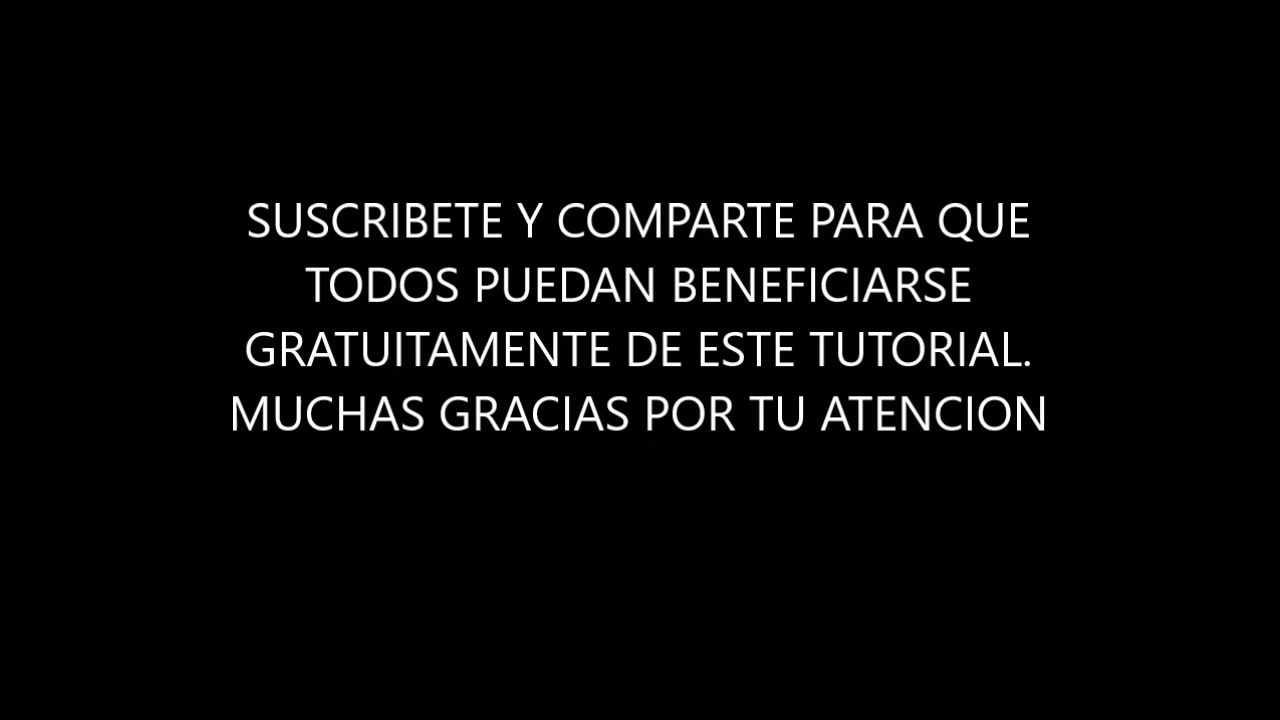 SUSCRIBETE Y COMPARTE PARA QUE
TODOS PUEDAN BENEFICIARSE
GRATUITAMENTE DE ESTE TUTORIAL.
MUCHAS GRACIAS POR TU ATENCION